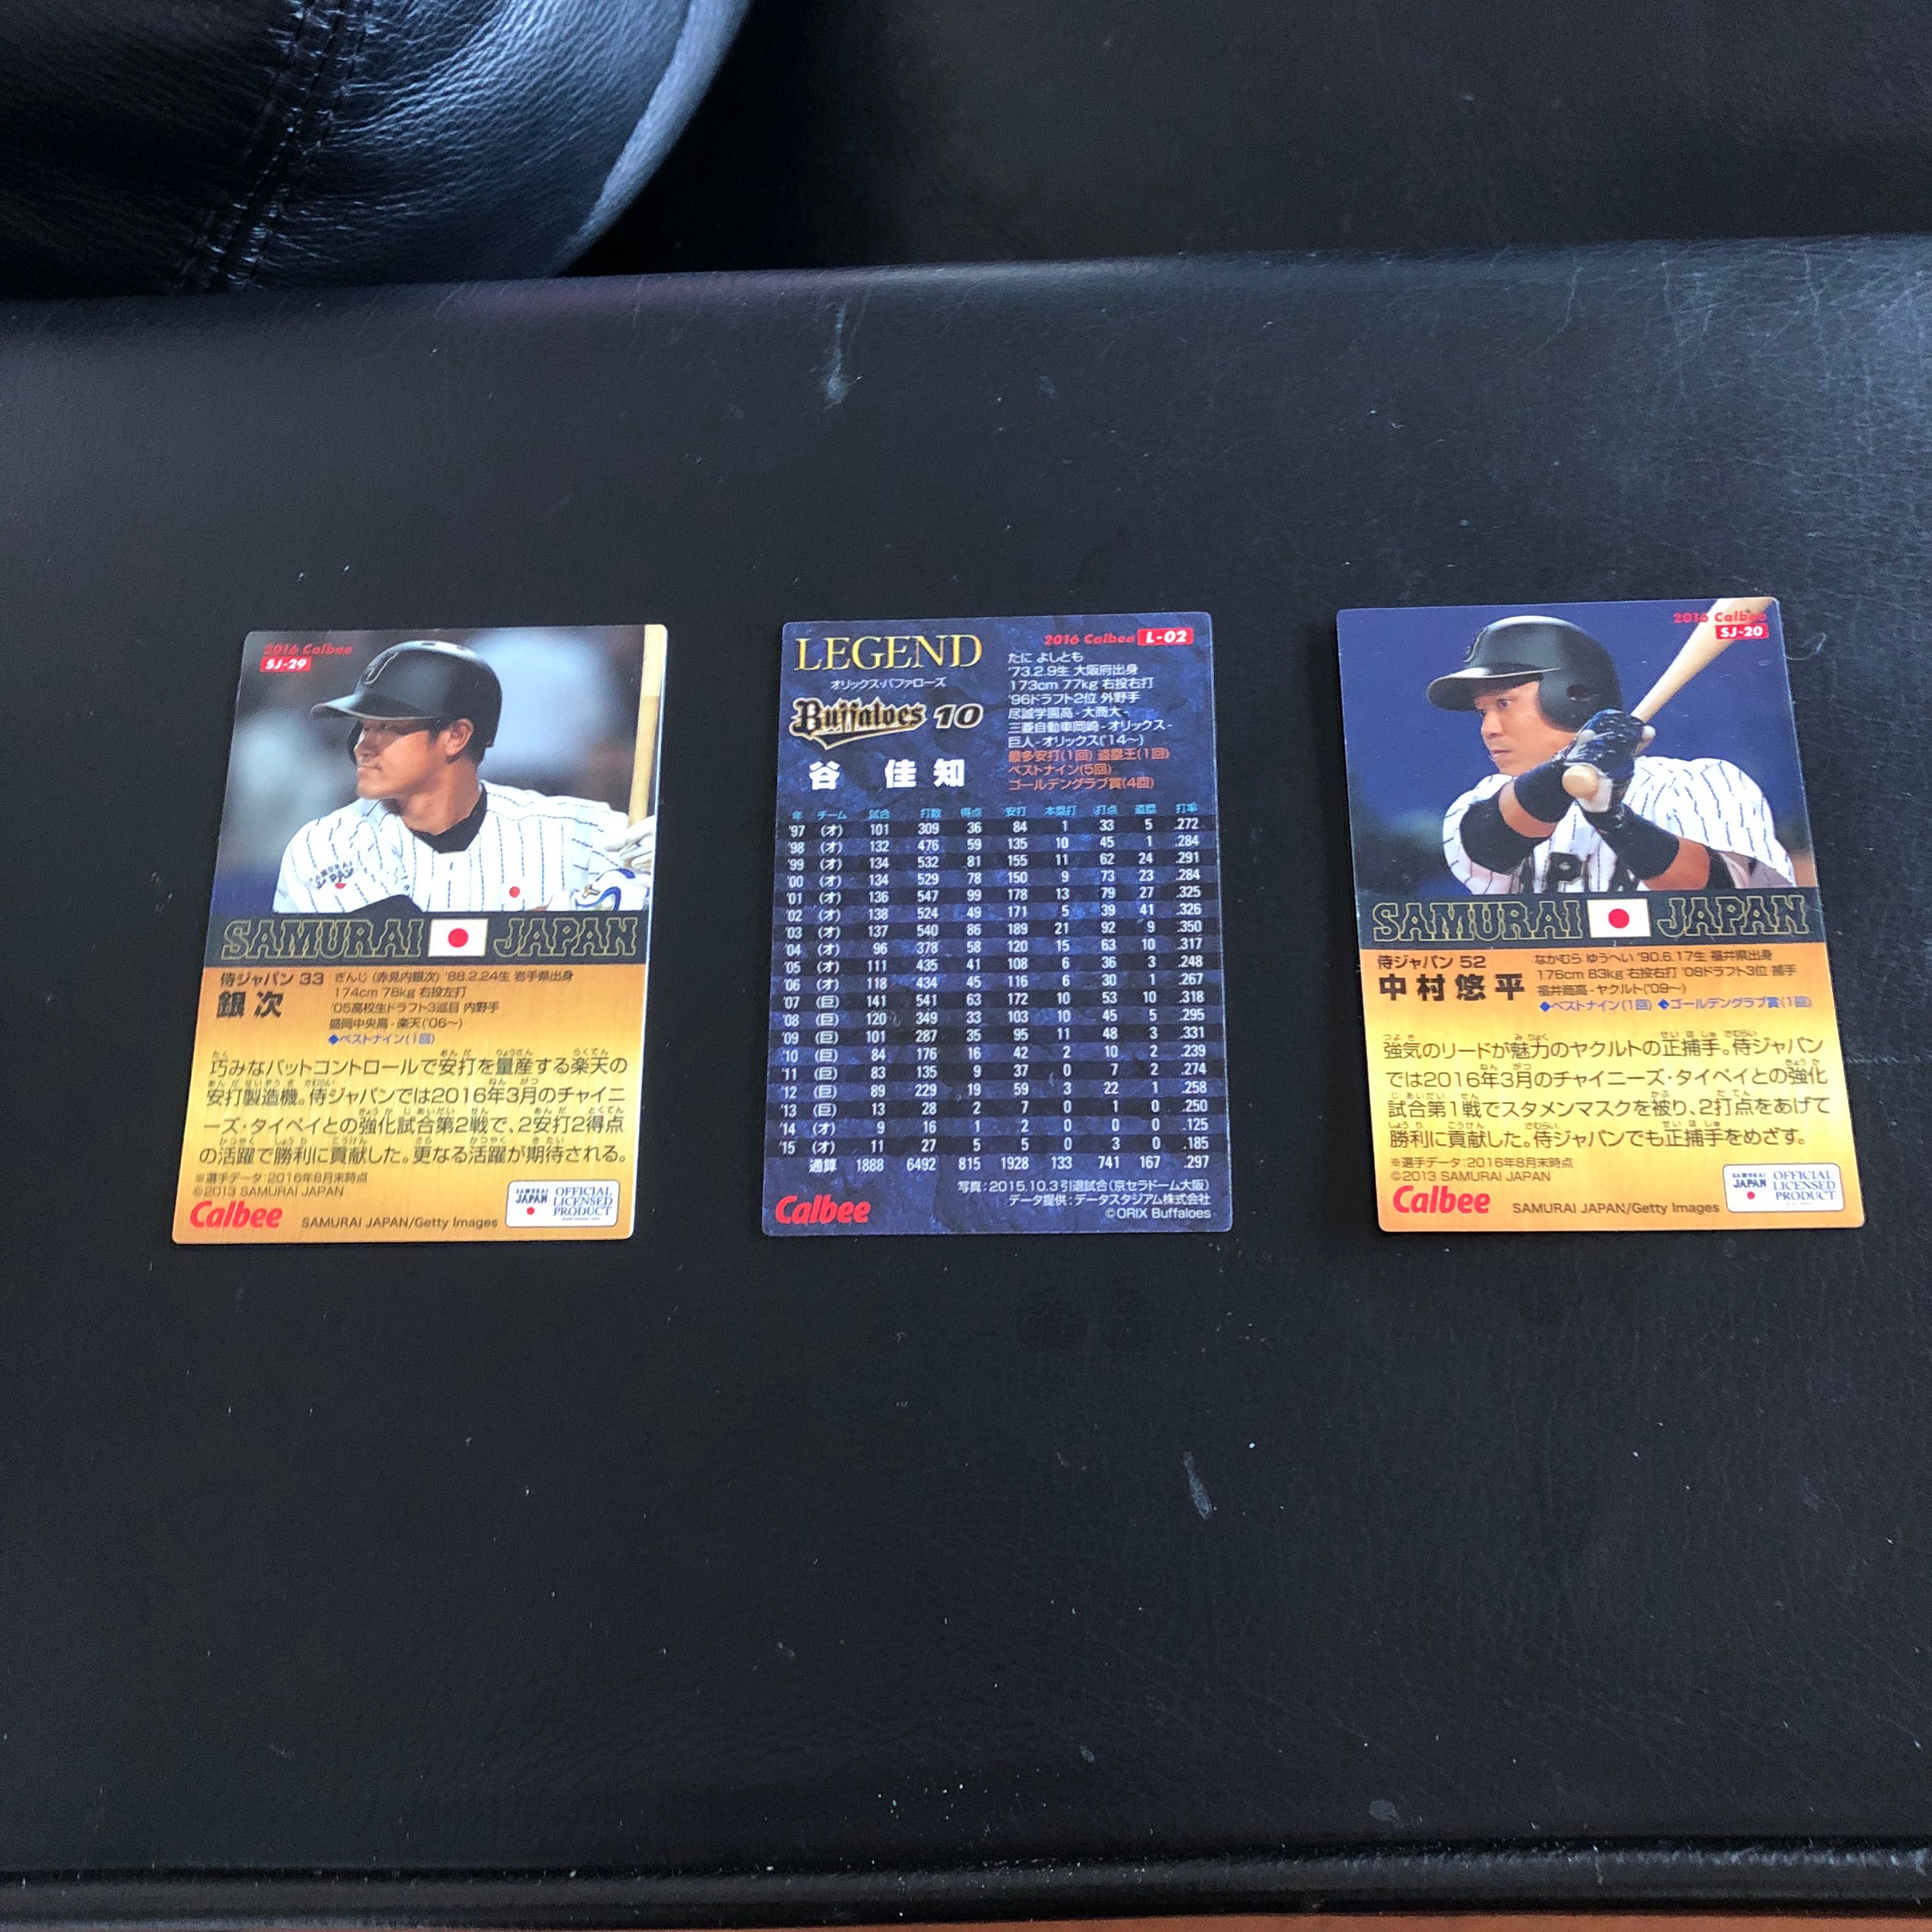 2016 Calbee
SJ-29
SAMURAI
JAPAN
SAMURAI JAPAN
侍ジャパン 33
銀次
ぎんじ (赤見内銀次) '88.2.24生 岩手県出身
174cm 78kg 右投左打
'05高校生ドラフト3巡目 内野手
盛岡中央高-楽天('06〜)
◆ベストナイン(1回)
巧みなバットコントロールで安打を量産する楽天の
安打製造機。侍ジャパンでは2016年3月のチャイニ
ーズ・タイペイとの強化試合第2戦で、2安打2得点
の活躍で勝利に貢献した。更なる活躍が期待される。
※選手データ:2016年8月末時点
©2013 SAMURAI JAPAN
Calbee
SAMURAI JAPAN/Getty Images
SAMURAI
JAPAN
OFFICIAL
LICENSED
PRODUCT
LEGEND
オリックス・バファローズ
Buffaloes 10
谷 佳知
2016 Calbee L-02
たに よしとも
'73.2.9生 大阪府出身
173cm 77kg 右投右打
'96ドラフト2位 外野手
尽誠学園高-大商大-
三菱自動車岡崎-オリックス-
巨人-オリックス('14〜)
最多安打(1回) 盗塁王(1回)
ベストナイン(5回)
ゴールデングラブ賞(4回)
年 チーム 試合 打数 得点 安打 本塁打 打点 盗塁 打率
'97 (オ) 101 309 36 84 1 33 5 .272
'98 (オ) 132 476 59 135 10 45 1 .284
'99 (オ) 134 532 81 155 11 62 24 .291
'00 (オ) 134 529 78 150 9 73 23 .284
'01 (オ) 136 547 99 178 13 79 27 .325
'02 (オ) 138 524 49 171 5 39 41 .326
'03 (オ) 137 540 86 189 21 92 9 .350
'04 (オ) 96 378 58 120 15 63 10 .317
'05 (オ) 111 435 41 108 6 36 3 .248
'06 (オ) 118 434 45 116 6 30 1 .267
'07 (巨) 141 541 63 172 10 53 10 .318
'08 (巨) 120 349 33 103 10 45 5 .295
'09 (巨) 101 287 35 95 11 48 3 .331
'10 (巨) 84 176 16 42 2 10 2 .239
'11 (巨) 83 135 9 37 0 7 2 .274
'12 (巨) 89 229 19 59 3 22 1 .258
'13 (巨) 13 28 2 7 0 1 0 .250
'14 (オ) 9 16 1 2 0 0 0 .125
'15 (オ) 11 27 5 5 0 3 0 .185
通算 1888 6492 815 1928 133 741 167 .297
写真:2015.10.3 引退試合(京セラドーム大阪)
データ提供:データスタジアム株式会社
©ORIX Buffaloes
Calbee
2016 Calbee
SJ-20
SAMURAI JAPAN
侍ジャパン 52
中村悠平
なかむら ゆうへい '90.6.17生 福井県出身
176cm 83kg 右投右打 '08ドラフト3位 捕手
福井商高-ヤクルト('09〜)
◆ベストナイン(1回) ◆ゴールデングラブ賞(1回)
強気のリードが魅力のヤクルトの正捕手。侍ジャパン
では2016年3月のチャイニーズ・タイペイとの強化
試合第1戦でスタメンマスクを被り、2打点をあげて
勝利に貢献した。侍ジャパンでも正捕手をめざす。
※選手データ:2016年8月末時点
©2013 SAMURAI JAPAN
Calbee
SAMURAI JAPAN/Getty Images
SAMURAI
JAPAN
OFFICIAL
LICENSED
PRODUCT